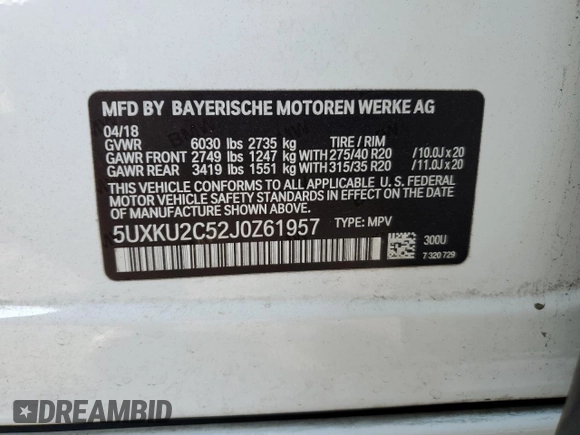 MFD BY BAYERISCHE MOTOREN WERKE AG
04/18
GVWR 6030 lbs 2735 kg TIRE / RIM
GAWR FRONT 2749 lbs 1247 kg WITH 275/40 R20 /10.0J x 20
GAWR REAR 3419 lbs 1551 kg WITH 315/35 R20 /11.0J x 20
THIS VEHICLE CONFORMS TO ALL APPLICABLE U. S. FEDERAL
MOTOR VEHICLE SAFETY STANDARDS IN EFFECT ON THE DATE
OF MANUFACTURE SHOWN ABOVE.
5UXKU2C52J0Z61957 TYPE: MPV
300U
7 320 729
DREAMBID